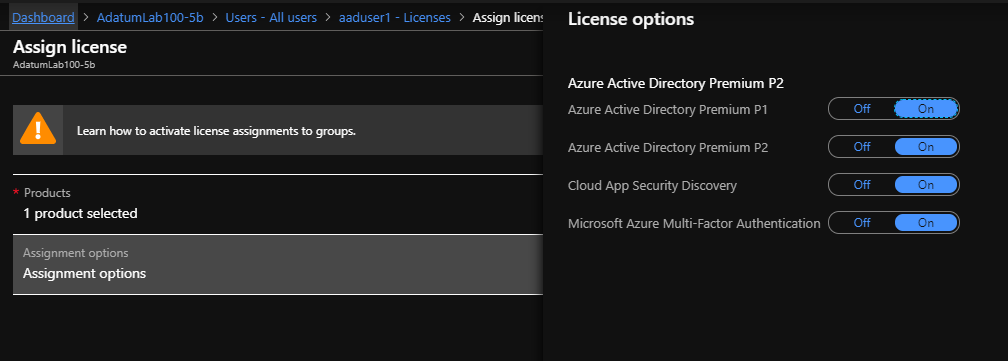 Dashboard > AdatumLab100-5b > Users - All users > aaduser1 - Licenses > Assign licens
Assign license
AdatumLab100-5b
Learn how to activate license assignments to groups.
* Products
1 product selected
Assignment options
Assignment options
License options
Azure Active Directory Premium P2
Azure Active Directory Premium P1 Off On
Azure Active Directory Premium P2 Off On
Cloud App Security Discovery Off On
Microsoft Azure Multi-Factor Authentication Off On